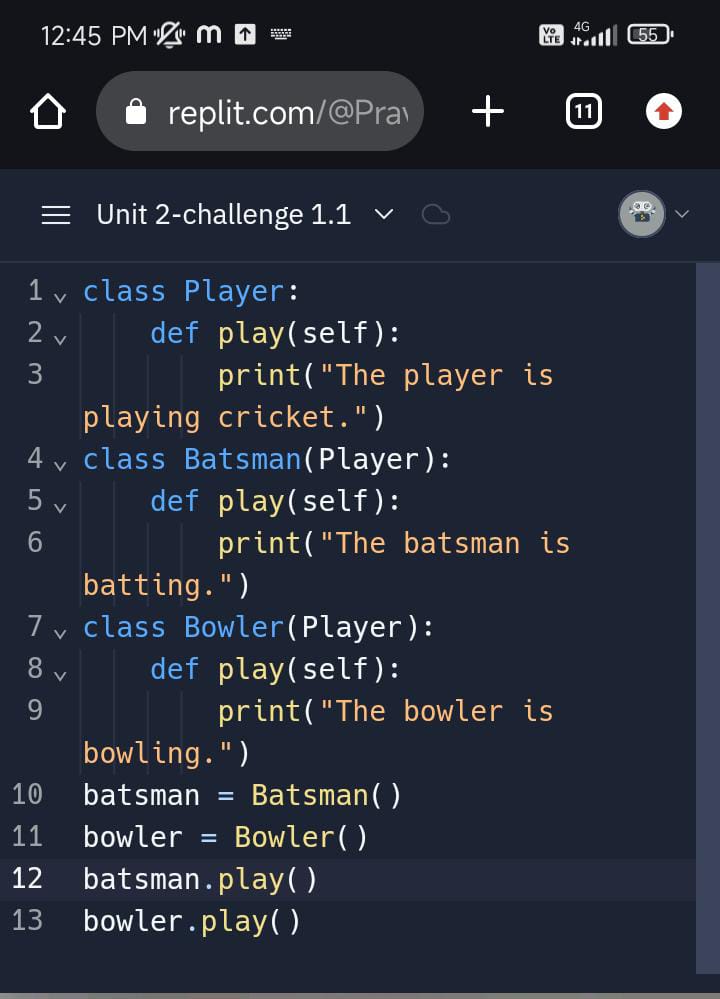 12:45 PM
Vo LTE 4G 55
replit.com/@Prav
11
Unit 2-challenge 1.1
1 class Player:
2     def play(self):
3         print("The player is
playing cricket.")
4 class Batsman(Player):
5     def play(self):
6         print("The batsman is
batting.")
7 class Bowler(Player):
8     def play(self):
9         print("The bowler is
bowling.")
10 batsman = Batsman()
11 bowler = Bowler()
12 batsman.play()
13 bowler.play()